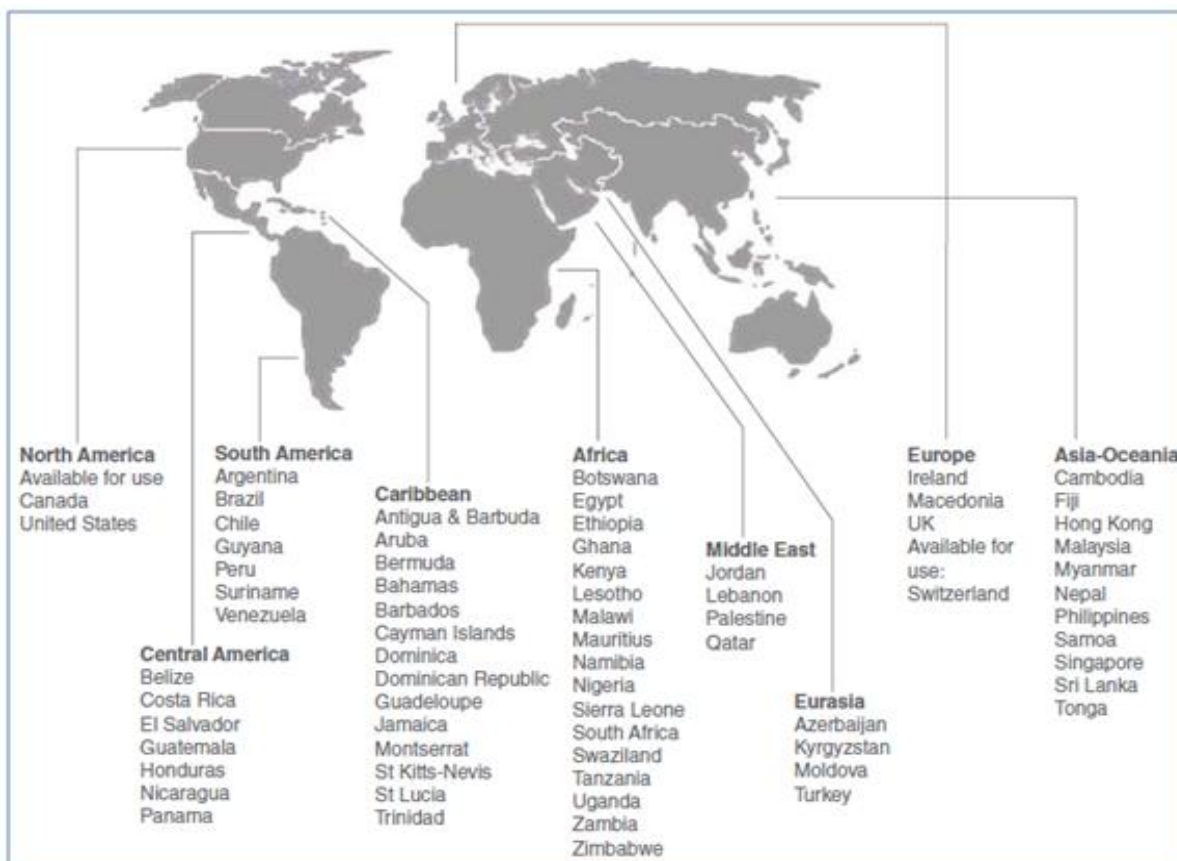 North America
Available for use
Canada
United States
South America
Argentina
Brazil
Chile
Guyana
Peru
Suriname
Venezuela
Central America
Belize
Costa Rica
El Salvador
Guatemala
Honduras
Nicaragua
Panama
Caribbean
Antigua & Barbuda
Aruba
Bermuda
Bahamas
Barbados
Cayman Islands
Dominica
Dominican Republic
Guadeloupe
Jamaica
Montserrat
St Kitts-Nevis
St Lucia
Trinidad
Africa
Botswana
Egypt
Ethiopia
Ghana
Kenya
Lesotho
Malawi
Mauritius
Namibia
Nigeria
Sierra Leone
South Africa
Swaziland
Tanzania
Uganda
Zambia
Zimbabwe
Middle East
Jordan
Lebanon
Palestine
Qatar
Eurasia
Azerbaijan
Kyrgyzstan
Moldova
Turkey
Europe
Ireland
Macedonia
UK
Available for
use:
Switzerland
Asia-Oceania
Cambodia
Fiji
Hong Kong
Malaysia
Myanmar
Nepal
Philippines
Samoa
Singapore
Sri Lanka
Tonga